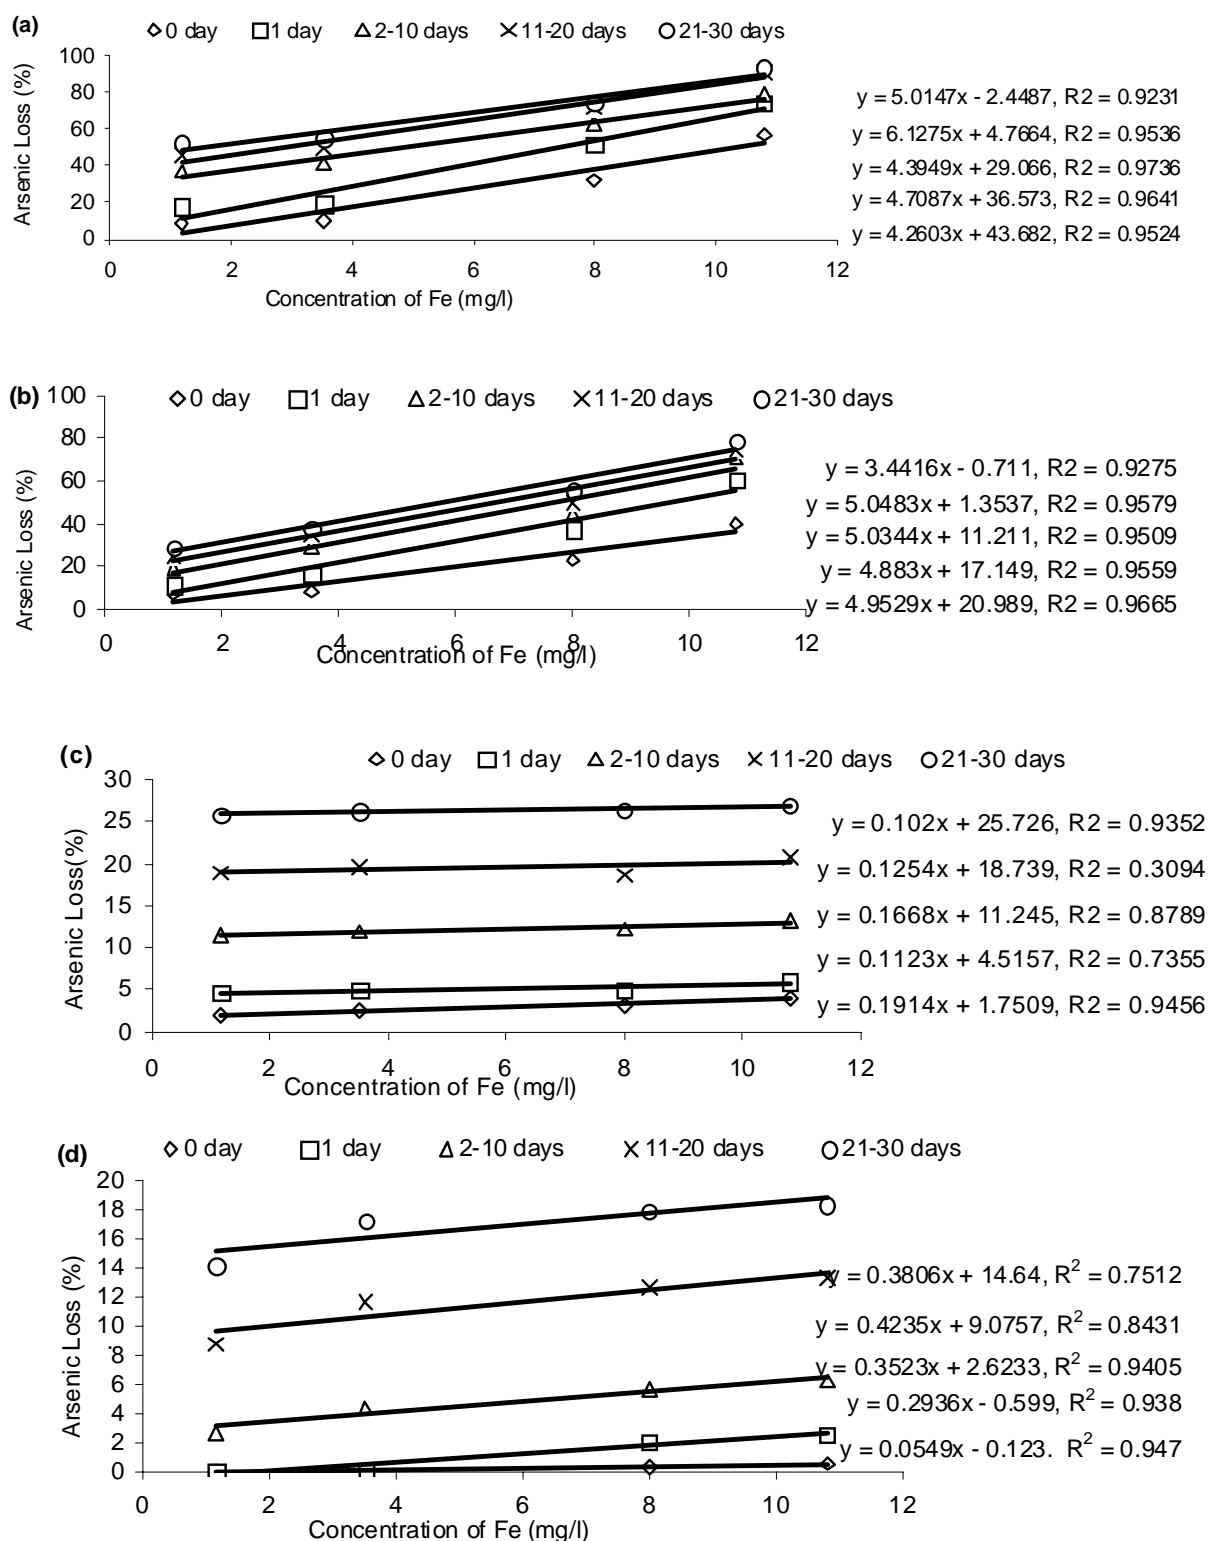 (a)
0 day 1 day 2-10 days 11-20 days 21-30 days
100
80
60
40
20
0
Arsenic Loss (%)
y = 5.0147x - 2.4487, R2 = 0.9231
y = 6.1275x + 4.7664, R2 = 0.9536
y = 4.3949x + 29.066, R2 = 0.9736
y = 4.7087x + 36.573, R2 = 0.9641
y = 4.2603x + 43.682, R2 = 0.9524
0 2 4 6 8 10 12
Concentration of Fe (mg/l)
(b)
0 day 1 day 2-10 days 11-20 days 21-30 days
100
80
60
40
20
0
Arsenic Loss (%)
y = 3.4416x - 0.711, R2 = 0.9275
y = 5.0483x + 1.3537, R2 = 0.9579
y = 5.0344x + 11.211, R2 = 0.9509
y = 4.883x + 17.149, R2 = 0.9559
y = 4.9529x + 20.989, R2 = 0.9665
0 2 4 6 8 10 12
Concentration of Fe (mg/l)
(c)
0 day 1 day 2-10 days 11-20 days 21-30 days
30
25
20
15
10
5
0
Arsenic Loss(%)
y = 0.102x + 25.726, R2 = 0.9352
y = 0.1254x + 18.739, R2 = 0.3094
y = 0.1668x + 11.245, R2 = 0.8789
y = 0.1123x + 4.5157, R2 = 0.7355
y = 0.1914x + 1.7509, R2 = 0.9456
0 2 4 6 8 10 12
Concentration of Fe (mg/l)
(d)
0 day 1 day 2-10 days 11-20 days 21-30 days
20
18
16
14
12
10
8
6
4
2
0
Arsenic Loss (%)
y = 0.3806x + 14.64, R² = 0.7512
y = 0.4235x + 9.0757, R² = 0.8431
y = 0.3523x + 2.6233, R² = 0.9405
y = 0.2936x - 0.599, R² = 0.938
y = 0.0549x - 0.123. R² = 0.947
0 2 4 6 8 10 12
Concentration of Fe (mg/l)